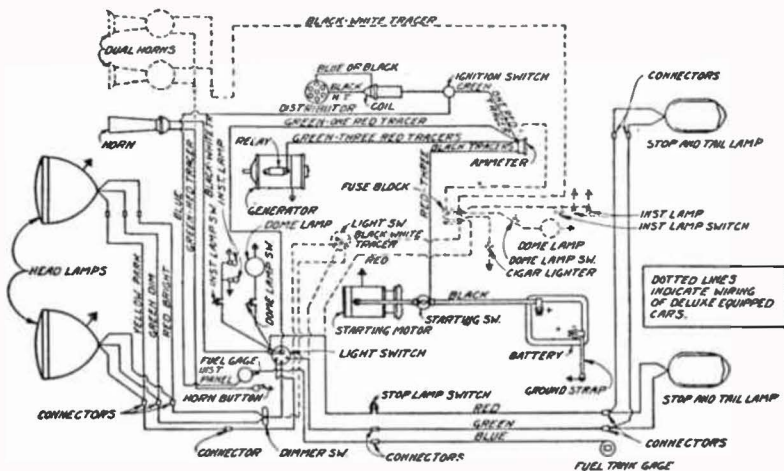 BLACK-WHITE TRACER
DUAL HORNS
BLUE OR BLACK
BLACK
H.T.
DISTRIBUTOR
COIL
IGNITION SWITCH
GREEN
CONNECTORS
GREEN-ONE RED TRACER
GREEN-THREE RED TRACERS
BLACK TRACERS
AMMETER
HORN
RELAY
GENERATOR
RED-THREE
FUSE BLOCK
STOP AND TAIL LAMP
BLUE
GREEN-RED TRACER
INST LAMP SW.
BLACK-WHITE TR
INST LAMP
DOME LAMP
DOME LAMP SW
LIGHT SW.
BLACK WHITE
TRACER
RED
INST LAMP
INST LAMP SWITCH
DOME LAMP
DOME LAMP SW.
CIGAR LIGHTER
HEAD LAMPS
YELLOW PARK
GREEN DIM
RED BRIGHT
BLACK
STARTING MOTOR
STARTING SW.
DOTTED LINES
INDICATE WIRING
OF DELUXE EQUIPPED
CARS.
LIGHT SWITCH
BATTERY
GROUND STRAP
FUEL GAGE
INST
PANEL
HORN BUTTON
STOP LAMP SWITCH
RED
GREEN
BLUE
STOP AND TAIL LAMP
CONNECTORS
CONNECTOR
DIMMER SW.
CONNECTORS
CONNECTORS
FUEL TANK GAGE